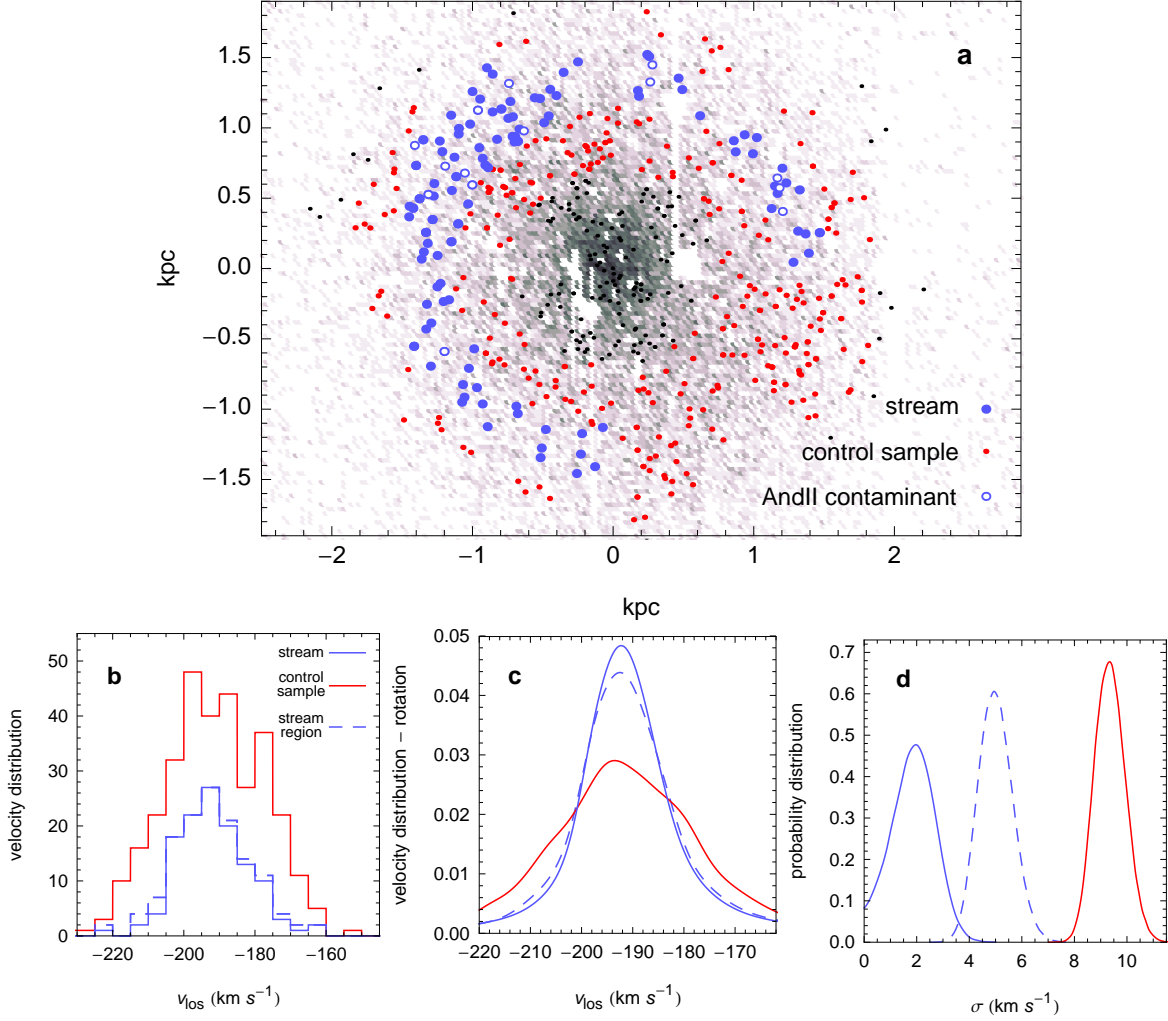 a
1.5
1.0
0.5
0.0
−0.5
−1.0
−1.5
kpc
stream
control sample
AndII contaminant
−2
−1
0
1
2
kpc
b
stream
control
sample
stream
region
50
40
30
20
10
0
velocity distribution
−220
−200
−180
−160
v_los (km s⁻¹)
c
0.05
0.04
0.03
0.02
0.01
0.00
velocity distribution − rotation
−220
−210
−200
−190
−180
−170
v_los (km s⁻¹)
d
0.7
0.6
0.5
0.4
0.3
0.2
0.1
0.0
probability distribution
0
2
4
6
8
10
σ (km s⁻¹)